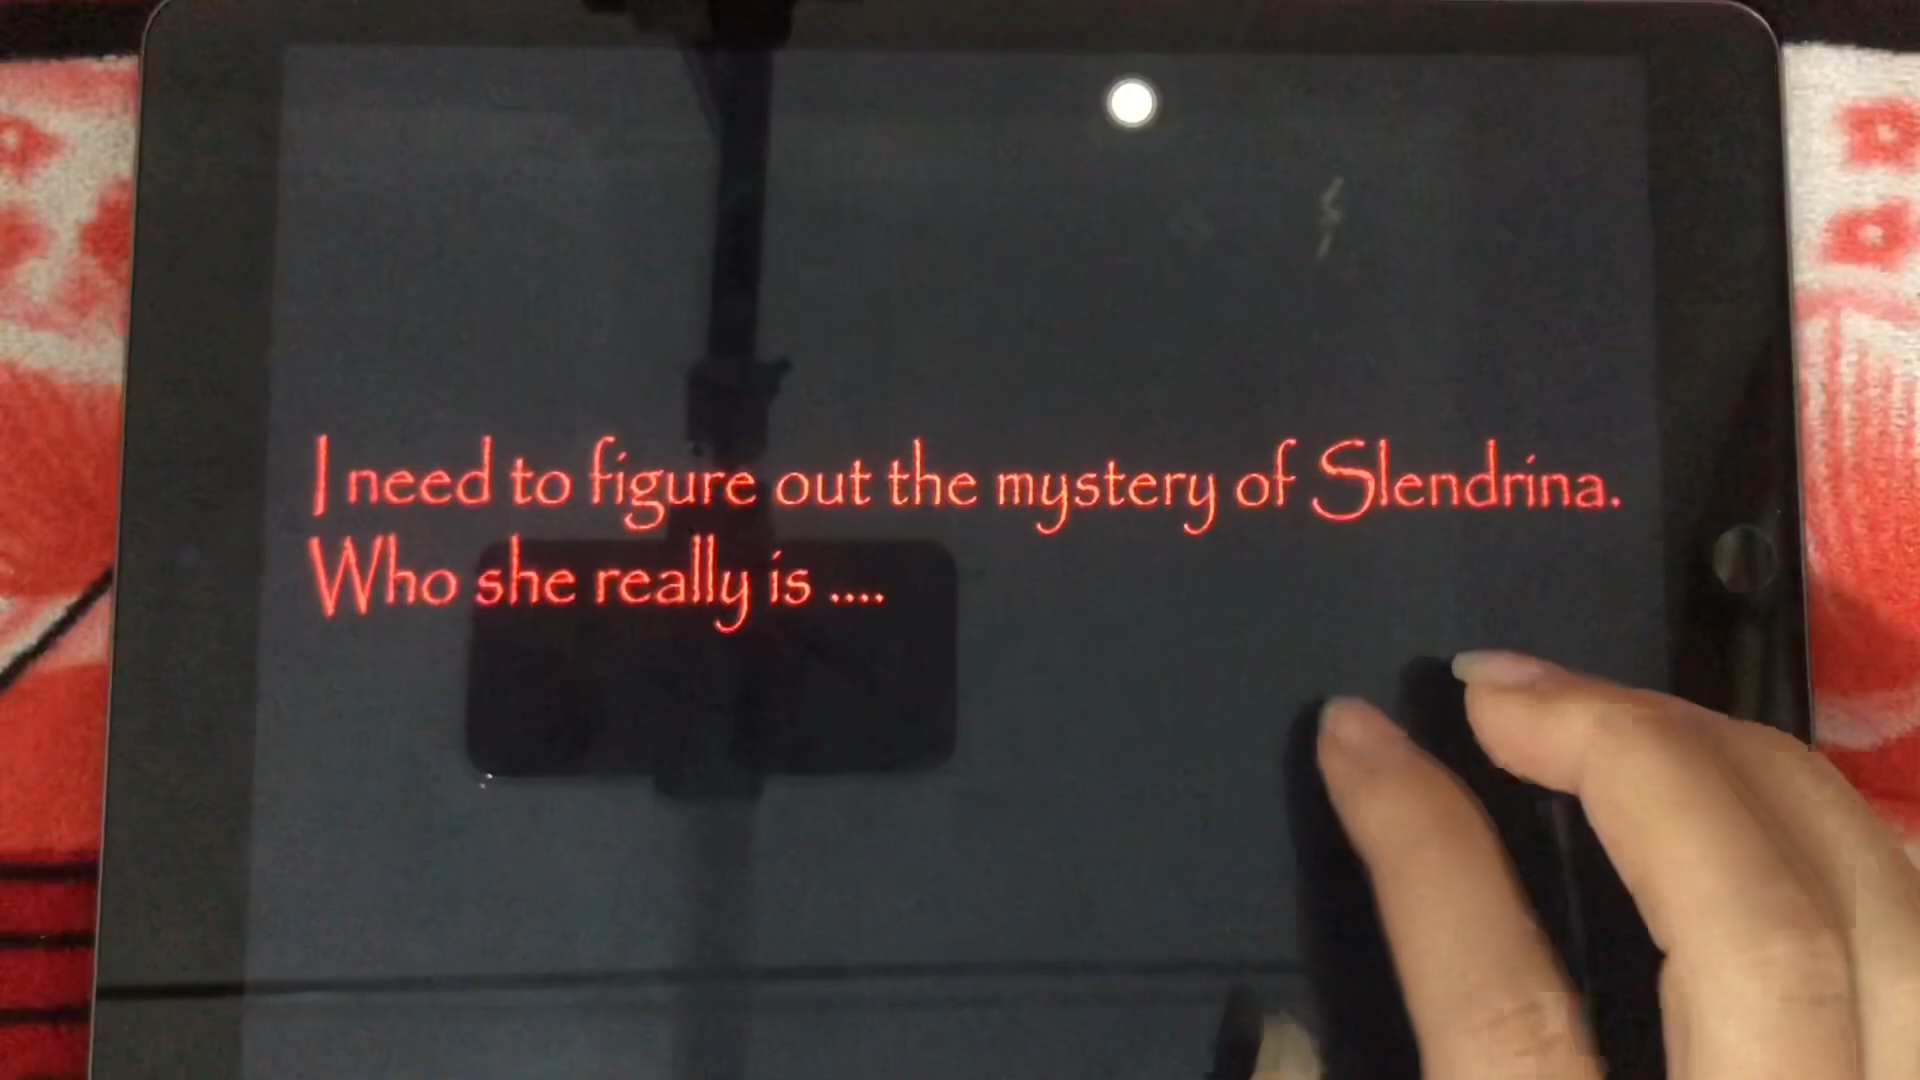 I need to figure out the mystery of Slendrina.
Who she really is ....